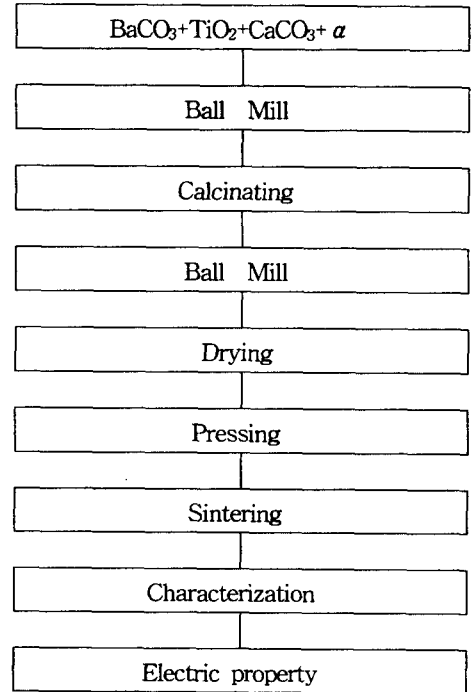 BaCO₃+TiO₂+CaCO₃+ α
Ball Mill
Calcinating
Ball Mill
Drying
Pressing
Sintering
Characterization
Electric property